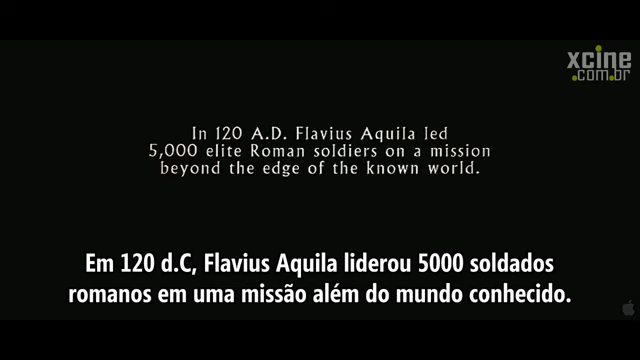 xcine
.com.br
In 120 A.D. Flavius Aquila led
5,000 elite Roman soldiers on a mission
beyond the edge of the known world.
Em 120 d.C, Flavius Aquila liderou 5000 soldados
romanos em uma missão além do mundo conhecido.